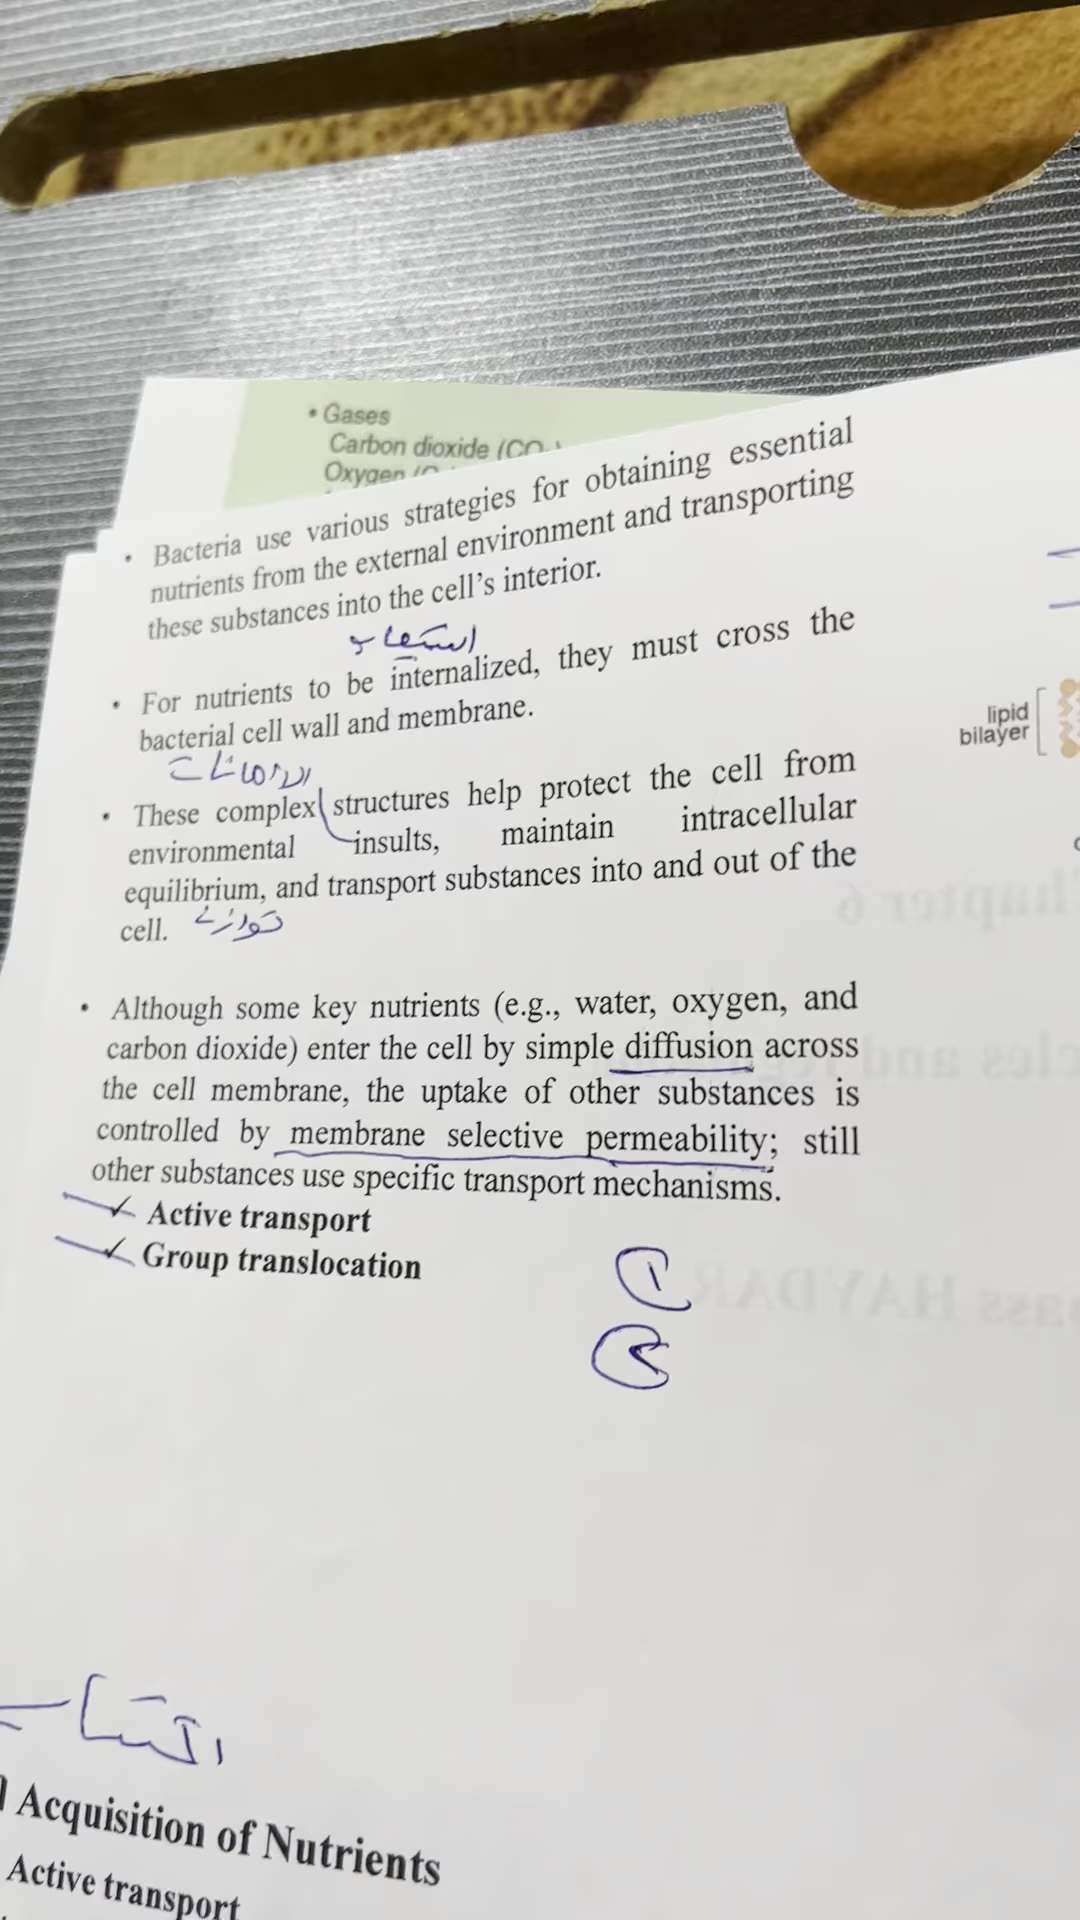 • Gases
Carbon dioxide (CO
Oxygen
• Bacteria use various strategies for obtaining essential
nutrients from the external environment and transporting
these substances into the cell's interior.
استيعاب
• For nutrients to be internalized, they must cross the
bacterial cell wall and membrane.
• These complex structures help protect the cell from
environmental insults, maintain intracellular
equilibrium, and transport substances into and out of the
cell. توازن
• Although some key nutrients (e.g., water, oxygen, and
carbon dioxide) enter the cell by simple diffusion across
the cell membrane, the uptake of other substances is
controlled by membrane selective permeability; still
other substances use specific transport mechanisms.
✓ Active transport
✓ Group translocation
lipid
bilayer
اكتساب
Acquisition of Nutrients
Active transport